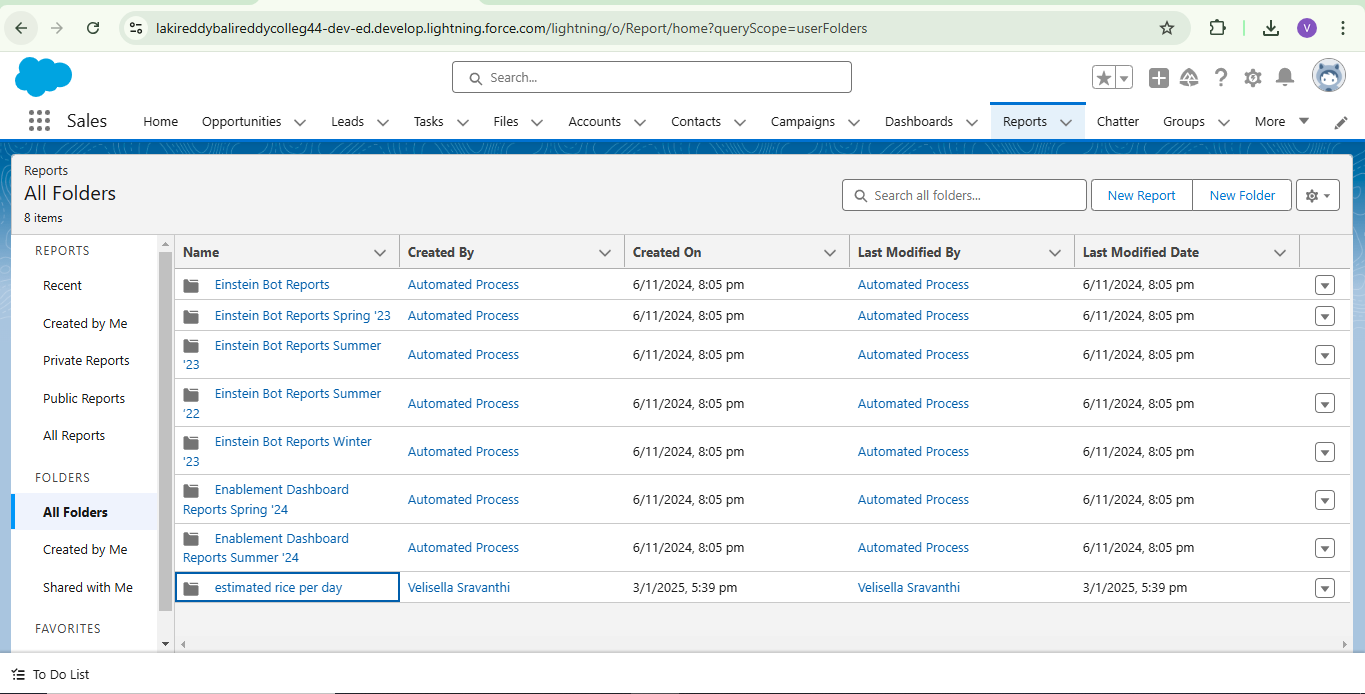 lakireddybalireddycolleg44-dev-ed.develop.lightning.force.com/lightning/o/Report/home?queryScope=userFolders
V
Search...
Sales
Home Opportunities Leads Tasks Files Accounts Contacts Campaigns Dashboards Reports Chatter Groups More
Reports
All Folders
8 items
Search all folders...
New Report New Folder
REPORTS
Recent
Created by Me
Private Reports
Public Reports
All Reports
FOLDERS
All Folders
Created by Me
Shared with Me
FAVORITES
Name Created By Created On Last Modified By Last Modified Date
Einstein Bot Reports Automated Process 6/11/2024, 8:05 pm Automated Process 6/11/2024, 8:05 pm
Einstein Bot Reports Spring '23 Automated Process 6/11/2024, 8:05 pm Automated Process 6/11/2024, 8:05 pm
Einstein Bot Reports Summer
'23 Automated Process 6/11/2024, 8:05 pm Automated Process 6/11/2024, 8:05 pm
Einstein Bot Reports Summer
'22 Automated Process 6/11/2024, 8:05 pm Automated Process 6/11/2024, 8:05 pm
Einstein Bot Reports Winter
'23 Automated Process 6/11/2024, 8:05 pm Automated Process 6/11/2024, 8:05 pm
Enablement Dashboard
Reports Spring '24 Automated Process 6/11/2024, 8:05 pm Automated Process 6/11/2024, 8:05 pm
Enablement Dashboard
Reports Summer '24 Automated Process 6/11/2024, 8:05 pm Automated Process 6/11/2024, 8:05 pm
estimated rice per day Velisella Sravanthi 3/1/2025, 5:39 pm Velisella Sravanthi 3/1/2025, 5:39 pm
To Do List